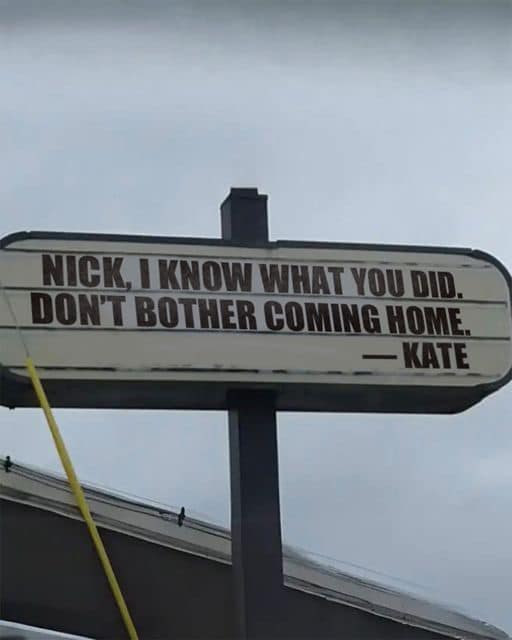 NICK, I KNOW WHAT YOU DID.
DON'T BOTHER COMING HOME.
— KATE